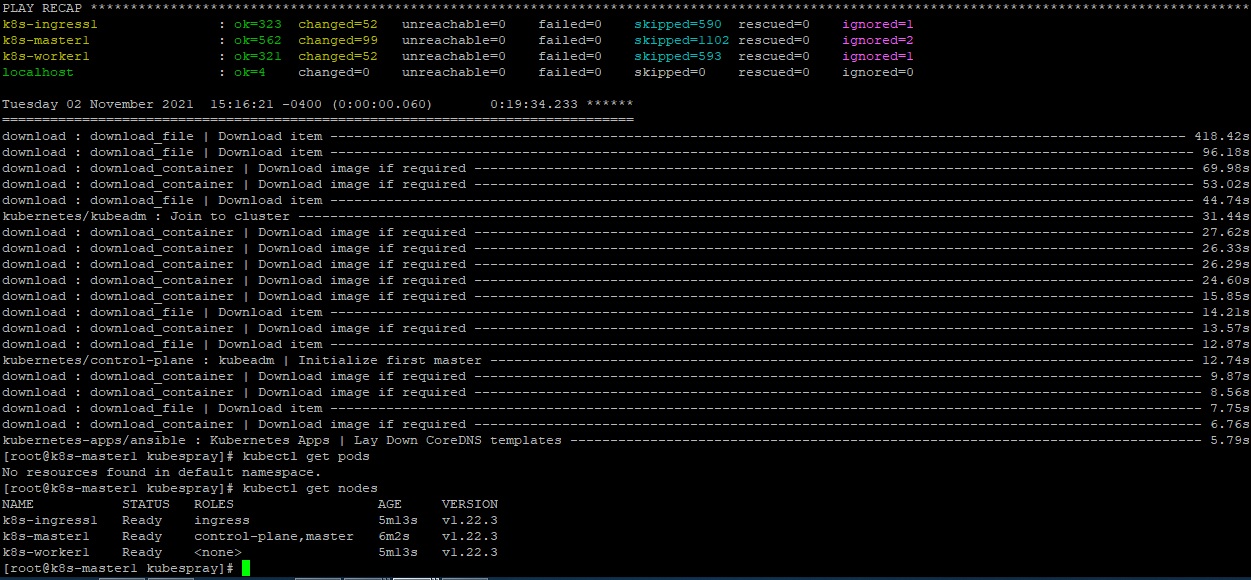 PLAY RECAP *************************************************************************************************************************************************
k8s-ingress1 : ok=323 changed=52 unreachable=0 failed=0 skipped=590 rescued=0 ignored=1
k8s-master1 : ok=562 changed=99 unreachable=0 failed=0 skipped=1102 rescued=0 ignored=2
k8s-worker1 : ok=321 changed=52 unreachable=0 failed=0 skipped=593 rescued=0 ignored=1
localhost : ok=4 changed=0 unreachable=0 failed=0 skipped=0 rescued=0 ignored=0
Tuesday 02 November 2021 15:16:21 -0400 (0:00:00.060) 0:19:34.233 ******
===============================================================================
download : download_file | Download item ----------------------------------------------------------------------------------------------------------- 418.42s
download : download_file | Download item ------------------------------------------------------------------------------------------------------------ 96.18s
download : download_container | Download image if required ------------------------------------------------------------------------------------------ 69.98s
download : download_container | Download image if required ------------------------------------------------------------------------------------------ 53.02s
download : download_file | Download item ------------------------------------------------------------------------------------------------------------ 44.74s
kubernetes/kubeadm : Join to cluster ---------------------------------------------------------------------------------------------------------------- 31.44s
download : download_container | Download image if required ------------------------------------------------------------------------------------------ 27.62s
download : download_container | Download image if required ------------------------------------------------------------------------------------------ 26.33s
download : download_container | Download image if required ------------------------------------------------------------------------------------------ 26.29s
download : download_container | Download image if required ------------------------------------------------------------------------------------------ 24.60s
download : download_container | Download image if required ------------------------------------------------------------------------------------------ 15.85s
download : download_file | Download item ------------------------------------------------------------------------------------------------------------ 14.21s
download : download_container | Download image if required ------------------------------------------------------------------------------------------ 13.57s
download : download_file | Download item ------------------------------------------------------------------------------------------------------------ 12.87s
kubernetes/control-plane : kubeadm | Initialize first master ---------------------------------------------------------------------------------------- 12.74s
download : download_container | Download image if required ------------------------------------------------------------------------------------------- 9.87s
download : download_container | Download image if required ------------------------------------------------------------------------------------------- 8.56s
download : download_file | Download item ------------------------------------------------------------------------------------------------------------- 7.75s
download : download_container | Download image if required ------------------------------------------------------------------------------------------- 6.76s
kubernetes-apps/ansible : Kubernetes Apps | Lay Down CoreDNS templates ------------------------------------------------------------------------------- 5.79s
[root@k8s-master1 kubespray]# kubectl get pods
No resources found in default namespace.
[root@k8s-master1 kubespray]# kubectl get nodes
NAME STATUS ROLES AGE VERSION
k8s-ingress1 Ready ingress 5m13s v1.22.3
k8s-master1 Ready control-plane,master 6m2s v1.22.3
k8s-worker1 Ready <none> 5m13s v1.22.3
[root@k8s-master1 kubespray]#